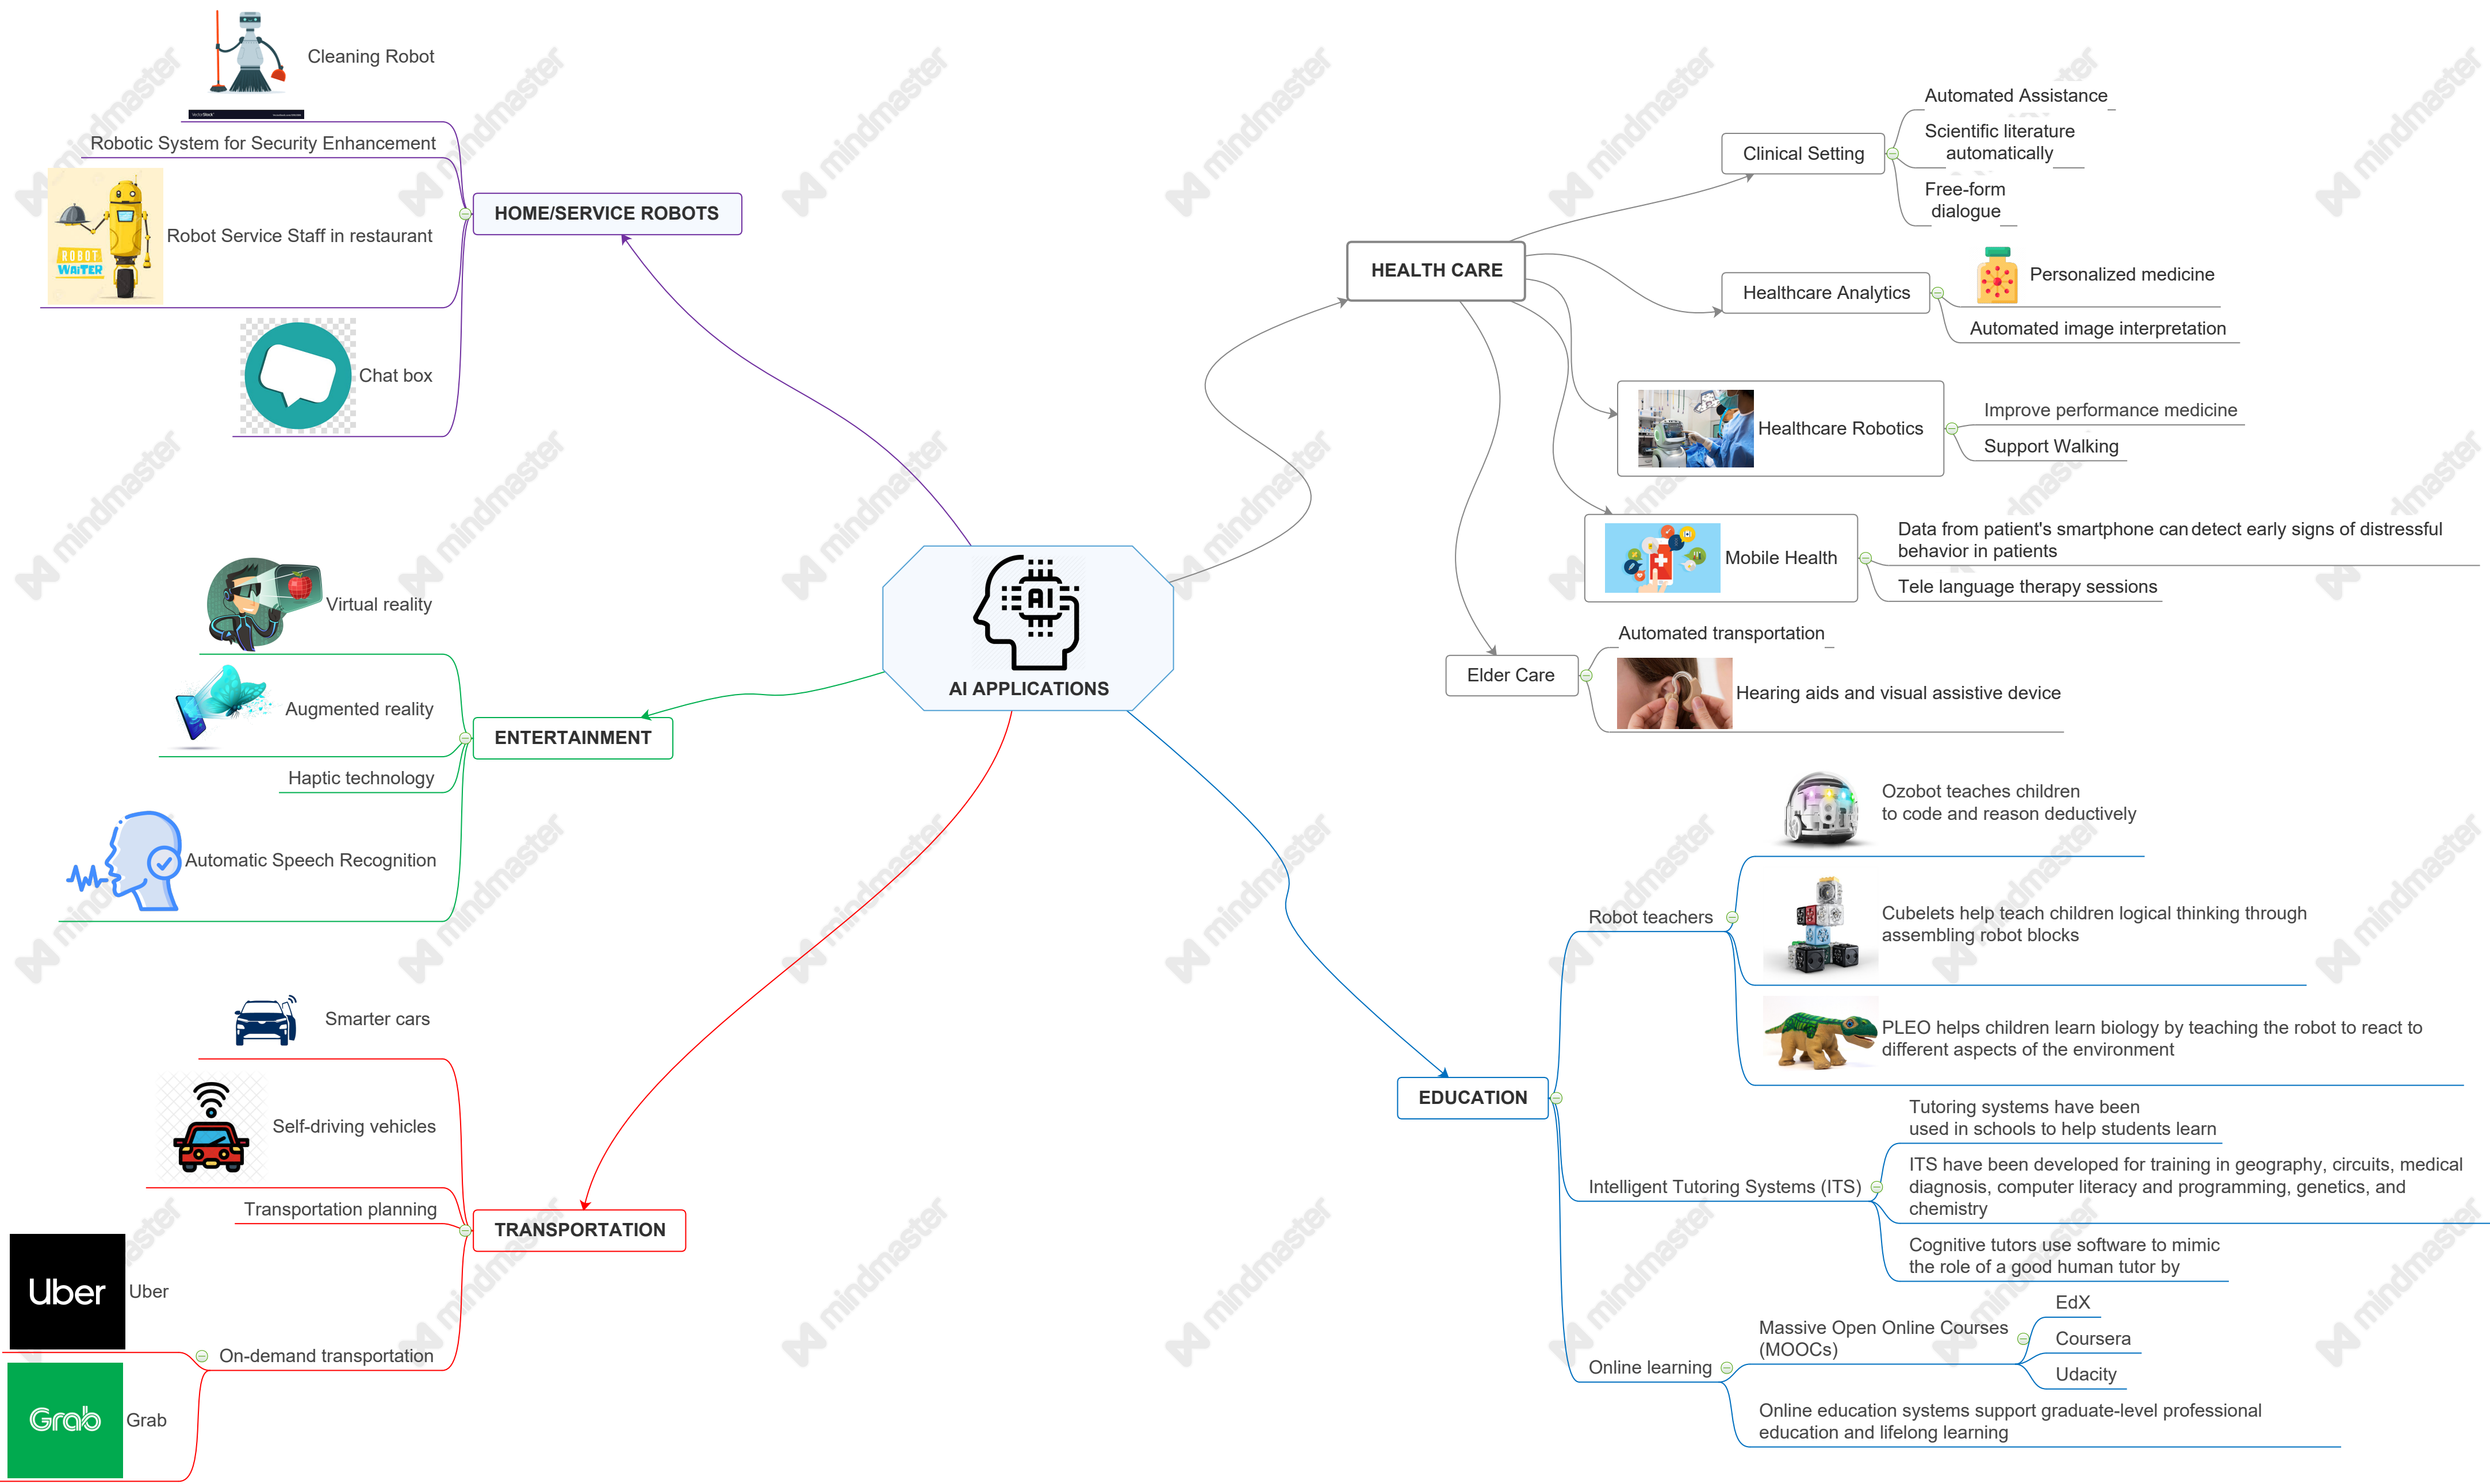 Cleaning Robot
Robotic System for Security Enhancement
ROBOT
WAiTER
Robot Service Staff in restaurant
Chat box
HOME/SERVICE ROBOTS
Virtual reality
Augmented reality
Haptic technology
Automatic Speech Recognition
ENTERTAINMENT
Smarter cars
Self-driving vehicles
Transportation planning
Uber
Uber
On-demand transportation
Grab
Grab
TRANSPORTATION
AI
AI APPLICATIONS
HEALTH CARE
Clinical Setting
Automated Assistance
Scientific literature
automatically
Free-form
dialogue
Healthcare Analytics
Personalized medicine
Automated image interpretation
Healthcare Robotics
Improve performance medicine
Support Walking
Mobile Health
Data from patient's smartphone can detect early signs of distressful
behavior in patients
Tele language therapy sessions
Elder Care
Automated transportation
Hearing aids and visual assistive device
EDUCATION
Robot teachers
Ozobot teaches children
to code and reason deductively
Cubelets help teach children logical thinking through
assembling robot blocks
PLEO helps children learn biology by teaching the robot to react to
different aspects of the environment
Intelligent Tutoring Systems (ITS)
Tutoring systems have been
used in schools to help students learn
ITS have been developed for training in geography, circuits, medical
diagnosis, computer literacy and programming, genetics, and
chemistry
Cognitive tutors use software to mimic
the role of a good human tutor by
Online learning
Massive Open Online Courses
(MOOCs)
EdX
Coursera
Udacity
Online education systems support graduate-level professional
education and lifelong learning
mindmaster